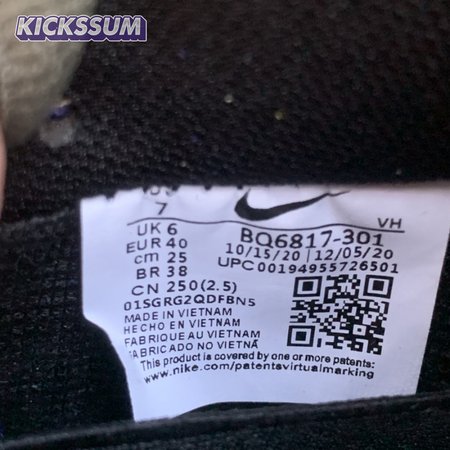 KICKSSUM
7
VH
UK 6
EUR 40
cm 25
BR 38
CN 250(2.5)
BQ6817-301
10/15/20 | 12/05/20
UPC 00194955726501
01SGRG2QDFBN5
MADE IN VIETNAM
HECHO EN VIETNAM
FABRIQUE AU VIETNAM
FABRICADO NO VIETNÃ
This product is covered by one or more patents:
www.nike.com/patentsvirtualmarking